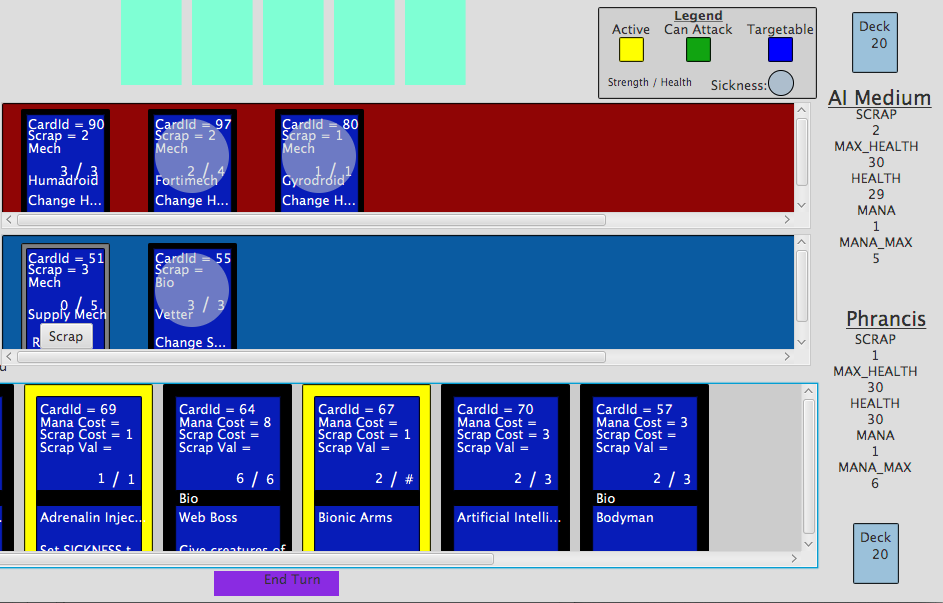 Legend
Active
Can Attack
Targetable
Strength / Health
Sickness:
Deck
20
CardId = 90
Scrap = 2
Mech
3 / 3
Humadroid
Change H...
CardId = 97
Scrap = 2
Mech
2 / 4
Fortimech
Change H...
CardId = 80
Scrap = 1
Mech
1 / 1
Gyrodroid
Change H...
AI Medium
SCRAP
2
MAX_HEALTH
30
HEALTH
29
MANA
1
MANA_MAX
5
CardId = 51
Scrap = 3
Mech
0 / 5
Supply Mech
R
Scrap
CardId = 55
Scrap =
Bio
3 / 3
Vetter
Change S...
Phrancis
SCRAP
1
MAX_HEALTH
30
HEALTH
30
MANA
1
MANA_MAX
6
CardId = 69
Mana Cost =
Scrap Cost = 1
Scrap Val =
1 / 1
Adrenalin Injec...
Set SICKNESS t
CardId = 64
Mana Cost = 8
Scrap Cost =
Scrap Val =
6 / 6
Bio
Web Boss
Give creatures of
CardId = 67
Mana Cost =
Scrap Cost = 1
Scrap Val =
2 / #
Bionic Arms
CardId = 70
Mana Cost =
Scrap Cost = 3
Scrap Val =
2 / 3
Artificial Intelli...
CardId = 57
Mana Cost = 3
Scrap Cost =
Scrap Val =
2 / 3
Bio
Bodyman
Deck
20
End Turn